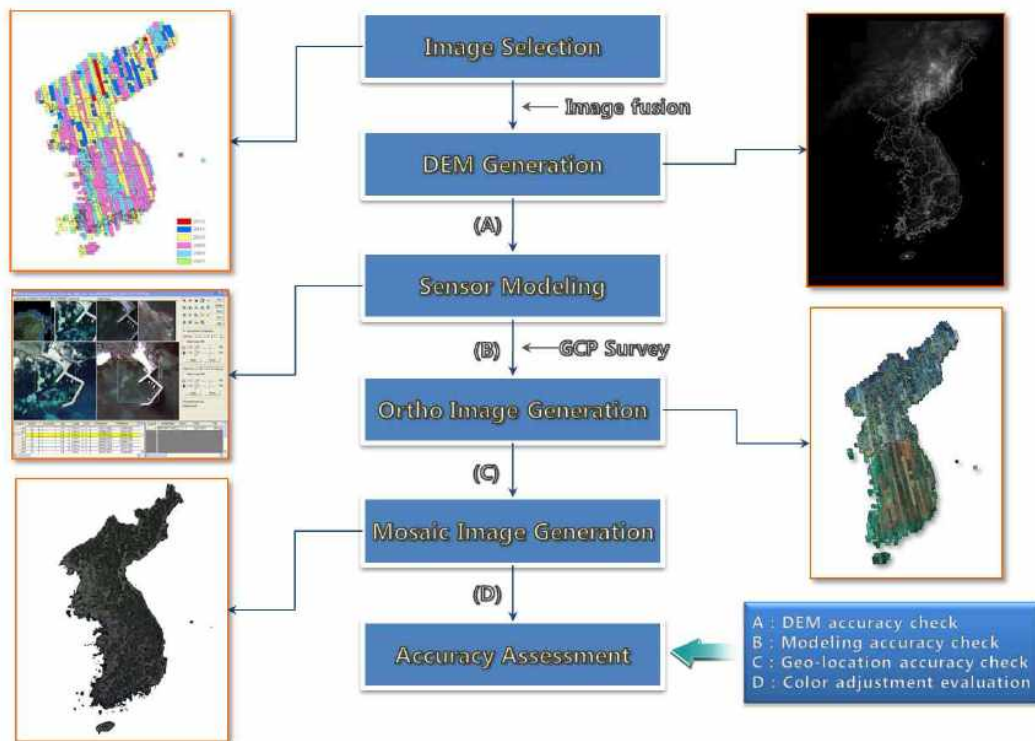 Image Selection
Image fusion
DEM Generation
(A)
Sensor Modeling
(B)
GCP Survey
Ortho Image Generation
(C)
Mosaic Image Generation
(D)
Accuracy Assessment
A : DEM accuracy check
B : Modeling accuracy check
C : Geo-location accuracy check
D : Color adjustment evaluation